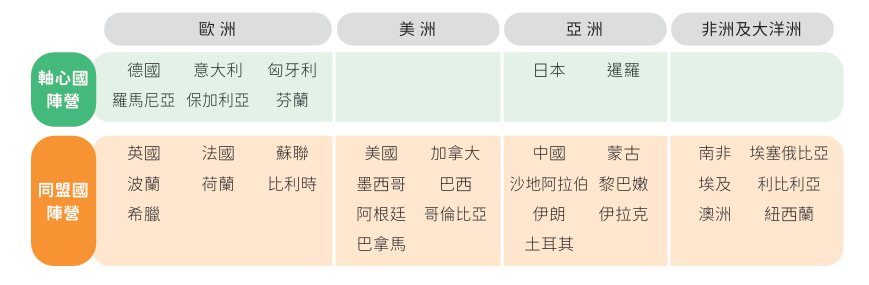 歐洲 美洲 亞洲 非洲及大洋洲
軸心國陣營
德國 意大利 匈牙利 日本 暹羅
羅馬尼亞 保加利亞 芬蘭
同盟國陣營
英國 法國 蘇聯 美國 加拿大 中國 蒙古 南非 埃塞俄比亞
波蘭 荷蘭 比利時 墨西哥 巴西 沙地阿拉伯 黎巴嫩 埃及 利比利亞
希臘 阿根廷 哥倫比亞 伊朗 伊拉克 澳洲 紐西蘭
巴拿馬 土耳其